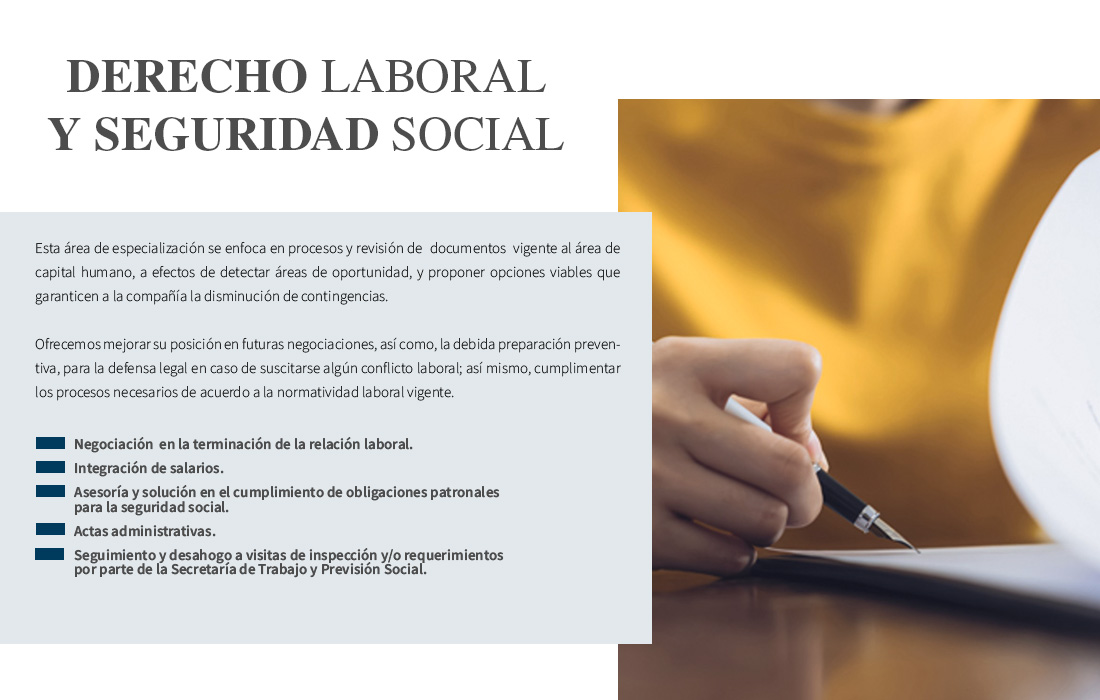 DERECHO LABORAL
Y SEGURIDAD SOCIAL
Esta área de especialización se enfoca en procesos y revisión de documentos vigente al área de
capital humano, a efectos de detectar áreas de oportunidad, y proponer opciones viables que
garanticen a la compañía la disminución de contingencias.
Ofrecemos mejorar su posición en futuras negociaciones, así como, la debida preparación preven-
tiva, para la defensa legal en caso de suscitarse algún conflicto laboral; así mismo, cumplimentar
los procesos necesarios de acuerdo a la normatividad laboral vigente.
Negociación en la terminación de la relación laboral.
Integración de salarios.
Asesoría y solución en el cumplimiento de obligaciones patronales
para la seguridad social.
Actas administrativas.
Seguimiento y desahogo a visitas de inspección y/o requerimientos
por parte de la Secretaría de Trabajo y Previsión Social.